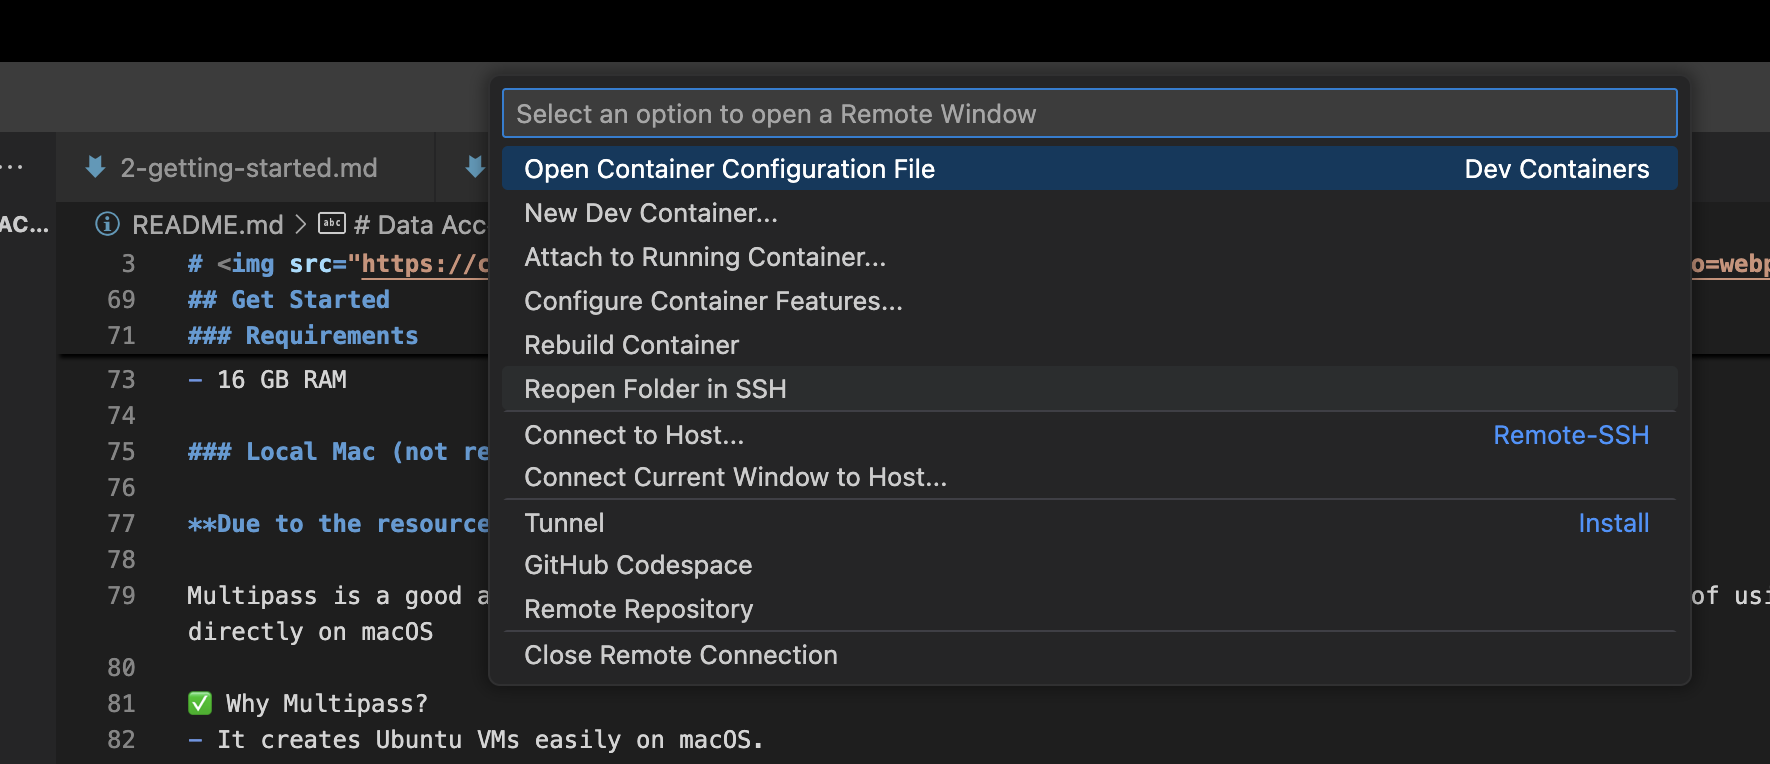 Select an option to open a Remote Window
Open Container Configuration File Dev Containers
New Dev Container...
Attach to Running Container...
Configure Container Features...
Rebuild Container
Reopen Folder in SSH
Connect to Host... Remote-SSH
Connect Current Window to Host...
Tunnel Install
GitHub Codespace
Remote Repository
Close Remote Connection
... 2-getting-started.md
AC... README.md > abc # Data Acc
3 # <img src="https://c o=webp
69 ## Get Started
71 ### Requirements
73 - 16 GB RAM
74
75 ### Local Mac (not re
76
77 **Due to the resource
78
79 Multipass is a good a of usi
directly on macOS
80
81 ✅ Why Multipass?
82 - It creates Ubuntu VMs easily on macOS.